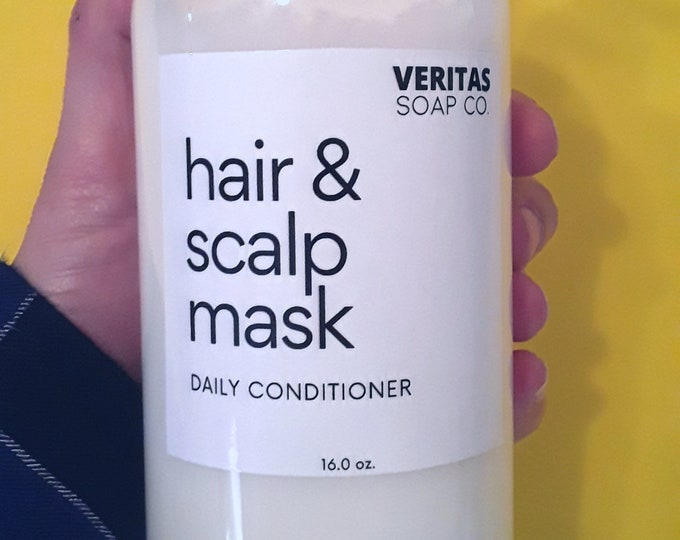 VERITAS
SOAP CO.
hair &
scalp
mask
DAILY CONDITIONER
16.0 oz.